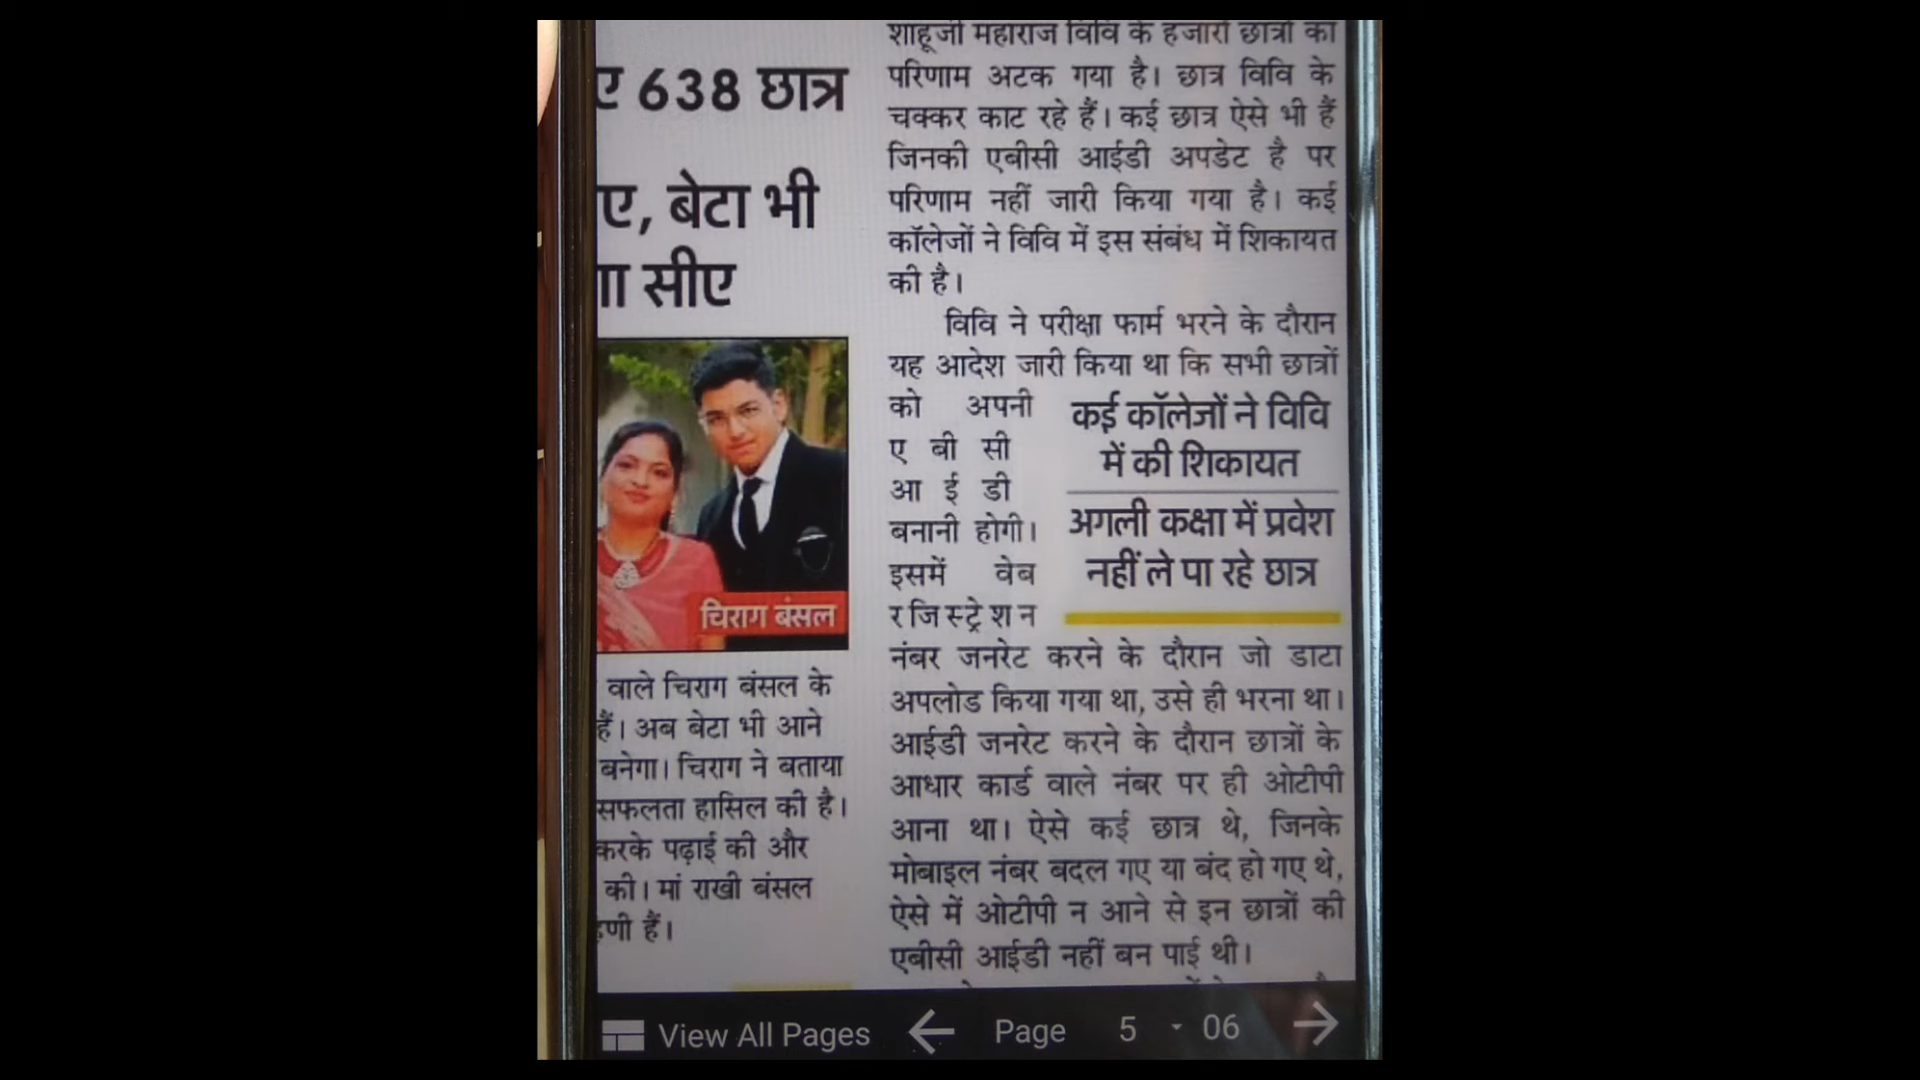 638 छात्र
ए, बेटा भी
सीए
चिराग बंसल
वाले चिराग बंसल के
हैं। अब बेटा भी आने
बनेगा। चिराग ने बताया
सफलता हासिल की है।
करके पढ़ाई की और
की। मां राखी बंसल
हैं।
शाहूजी महाराज विवि के हजारों छात्रों का
परिणाम अटक गया है। छात्र विवि के
चक्कर काट रहे हैं। कई छात्र ऐसे भी हैं
जिनकी एबीसी आईडी अपडेट है पर
परिणाम नहीं जारी किया गया है। कई
कॉलेजों ने विवि में इस संबंध में शिकायत
की है।
विवि ने परीक्षा फार्म भरने के दौरान
यह आदेश जारी किया था कि सभी छात्रों
को अपनी
ए बी सी
आ ई डी
बनानी होगी।
इसमें वेब
रजिस्ट्रेशन
कई कॉलेजों ने विवि
में की शिकायत
अगली कक्षा में प्रवेश
नहीं ले पा रहे छात्र
नंबर जनरेट करने के दौरान जो डाटा
अपलोड किया गया था, उसे ही भरना था।
आईडी जनरेट करने के दौरान छात्रों के
आधार कार्ड वाले नंबर पर ही ओटीपी
आना था। ऐसे कई छात्र थे, जिनके
मोबाइल नंबर बदल गए या बंद हो गए थे,
ऐसे में ओटीपी न आने से इन छात्रों की
एबीसी आईडी नहीं बन पाई थी।
View All Pages Page 5 06